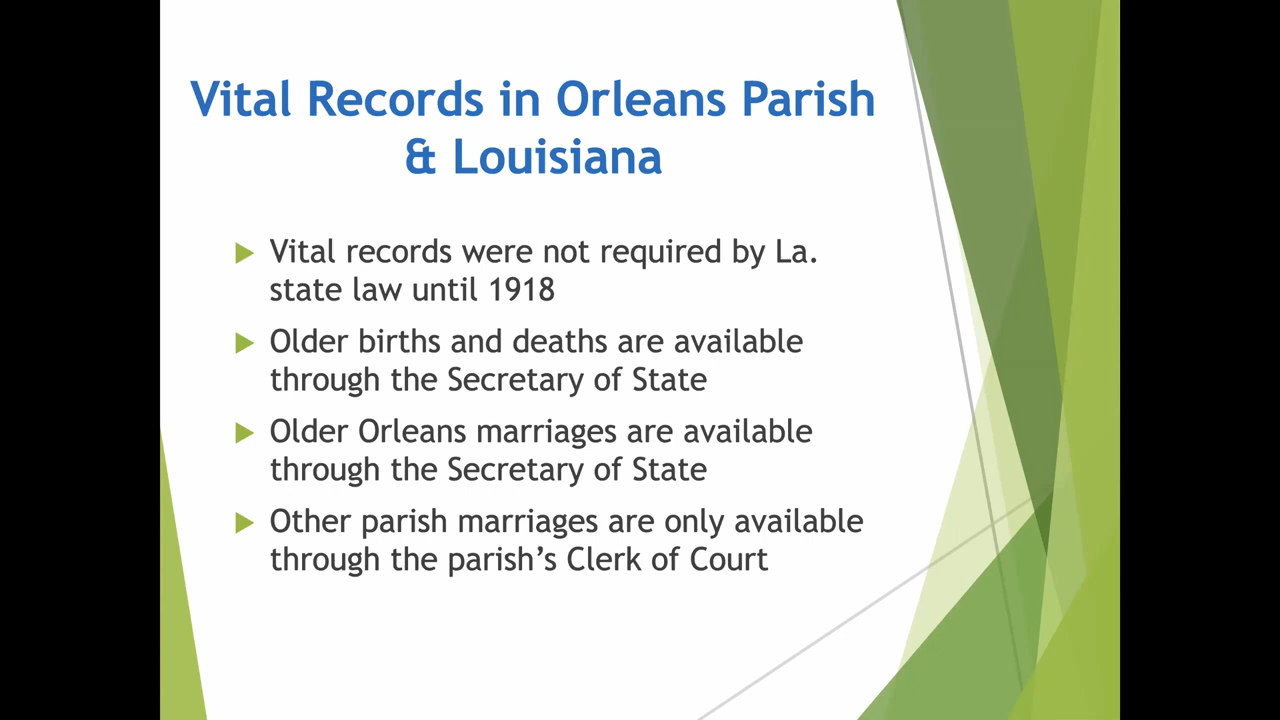 Vital Records in Orleans Parish
& Louisiana
Vital records were not required by La.
state law until 1918
Older births and deaths are available
through the Secretary of State
Older Orleans marriages are available
through the Secretary of State
Other parish marriages are only available
through the parish’s Clerk of Court